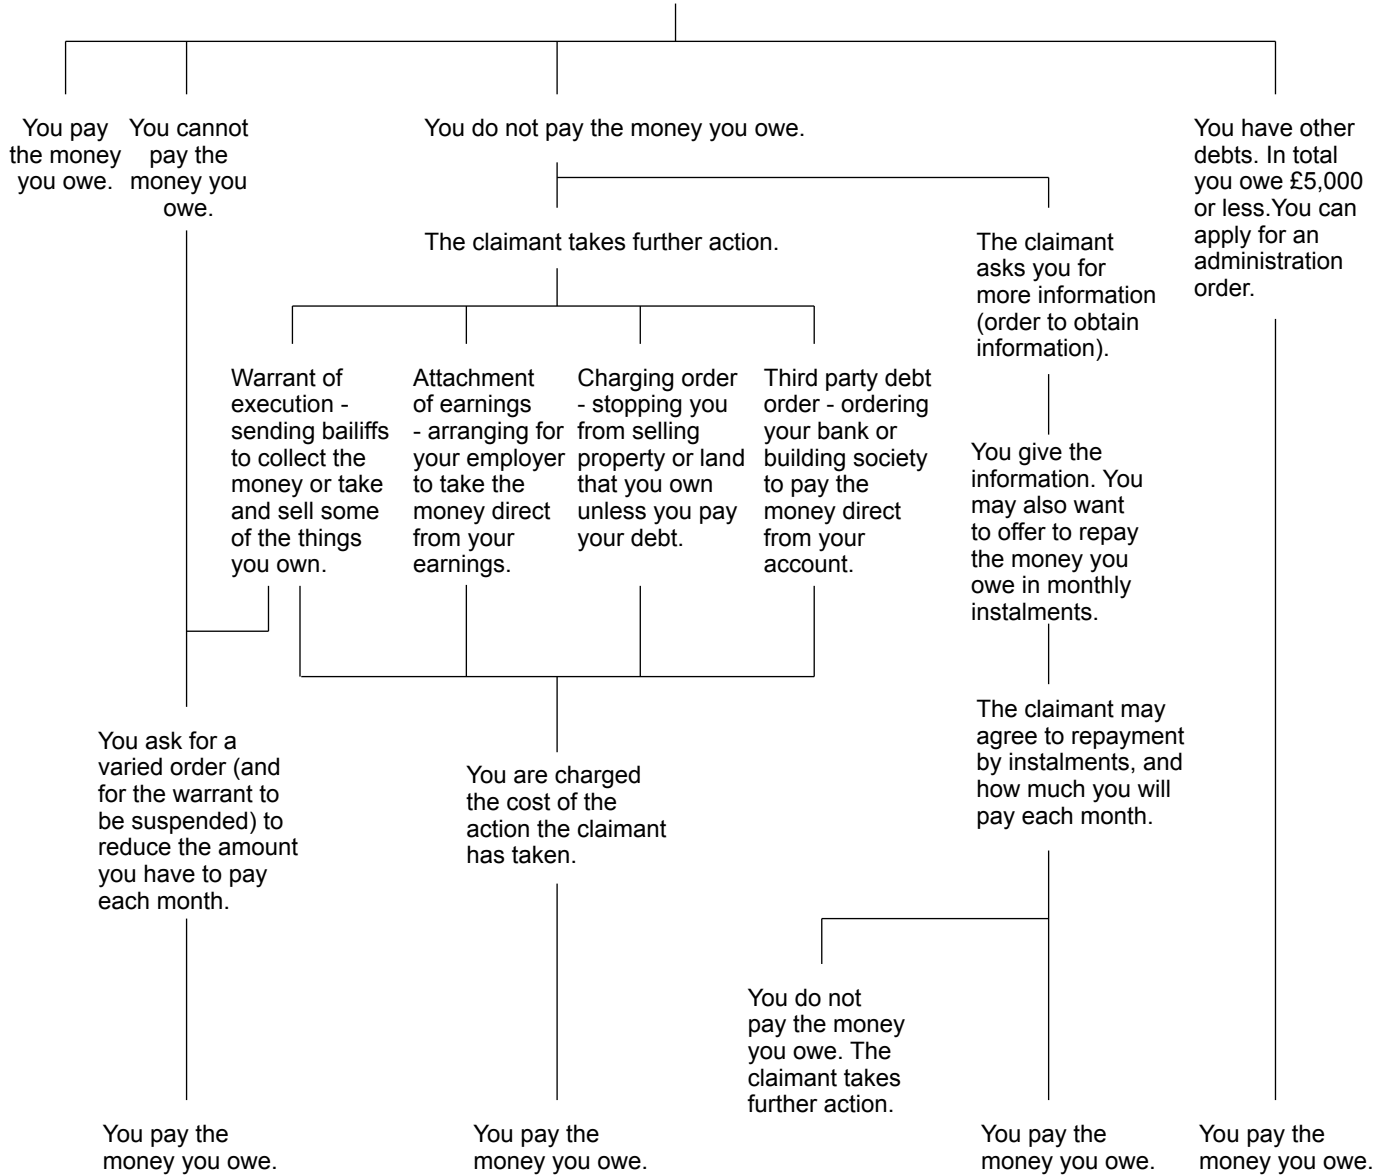 You pay
the money
you owe.
You cannot
pay the
money you
owe.
You do not pay the money you owe.
You have other
debts. In total
you owe £5,000
or less.You can
apply for an
administration
order.
The claimant takes further action.
The claimant
asks you for
more information
(order to obtain
information).
Warrant of
execution -
sending bailiffs
to collect the
money or take
and sell some
of the things
you own.
Attachment
of earnings
- arranging for
your employer
to take the
money direct
from your
earnings.
Charging order
- stopping you
from selling
property or land
that you own
unless you pay
your debt.
Third party debt
order - ordering
your bank or
building society
to pay the
money direct
from your
account.
You give the
information. You
may also want
to offer to repay
the money you
owe in monthly
instalments.
You ask for a
varied order (and
for the warrant to
be suspended) to
reduce the amount
you have to pay
each month.
You are charged
the cost of the
action the claimant
has taken.
The claimant may
agree to repayment
by instalments, and
how much you will
pay each month.
You do not
pay the money
you owe. The
claimant takes
further action.
You pay the
money you owe.
You pay the
money you owe.
You pay the
money you owe.
You pay the
money you owe.